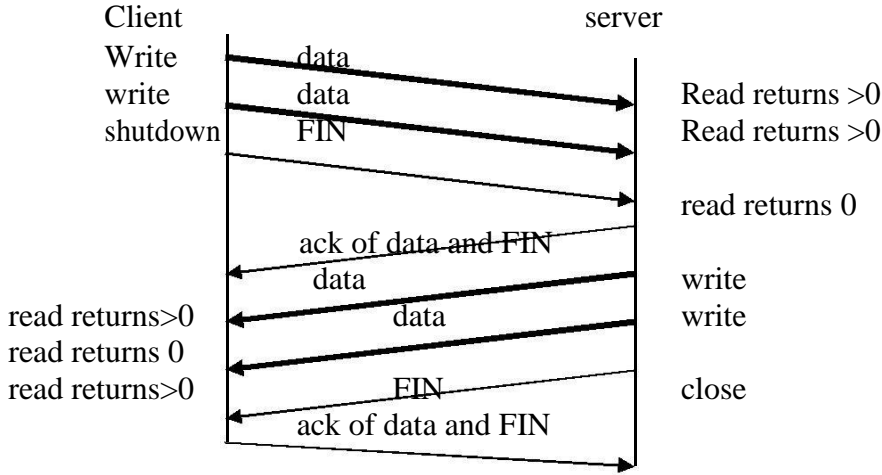 Client server
Write data
write data Read returns >0
shutdown FIN Read returns >0
read returns 0
ack of data and FIN
data write
read returns>0 data write
read returns 0
read returns>0 FIN close
ack of data and FIN